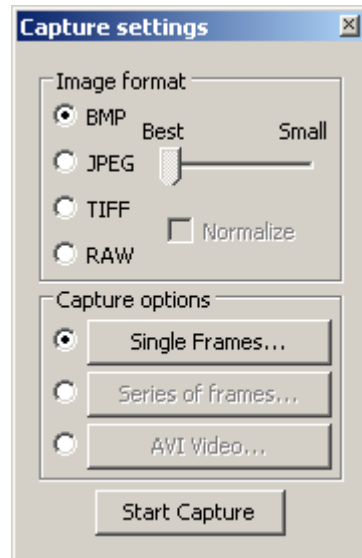 Capture settings
Image format
BMP
Best Small
JPEG
TIFF
Normalize
RAW
Capture options
Single Frames...
Series of frames...
AVI Video...
Start Capture